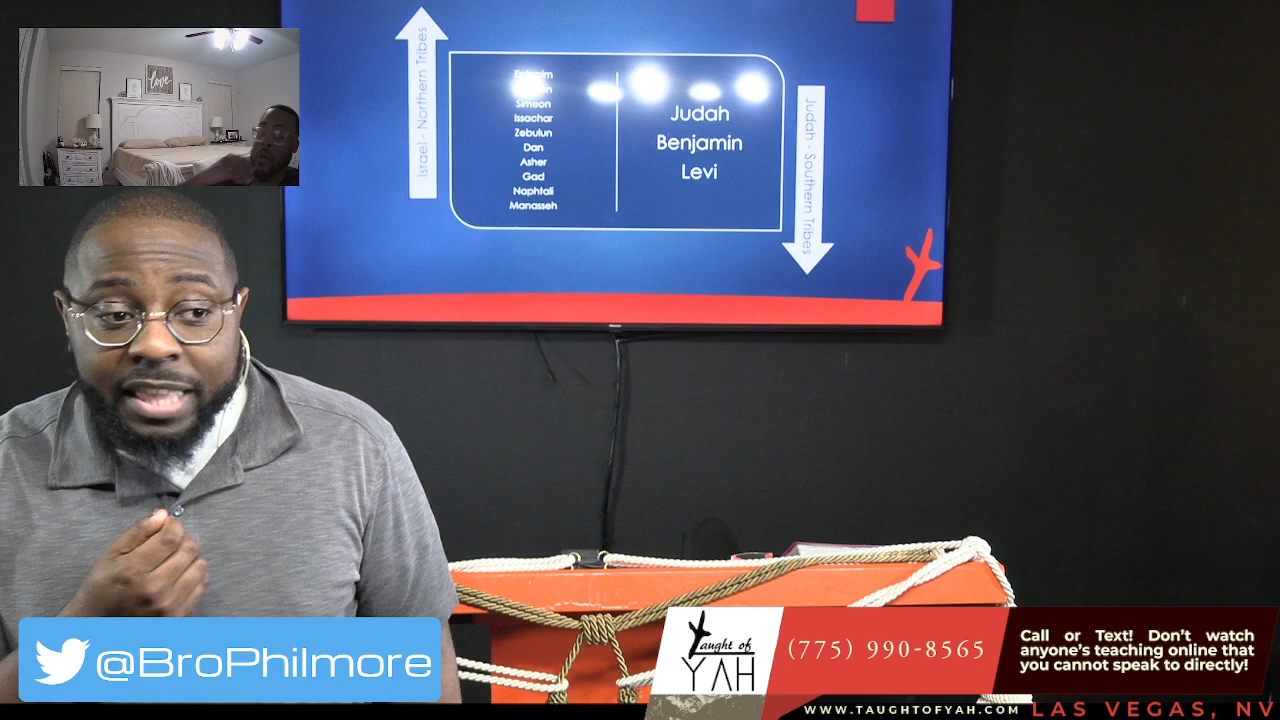 love
Israel - Northern Tribes
Simeon
Issachar
Zebulun
Dan
Asher
Gad
Naphtali
Manasseh
Judah
Benjamin
Levi
Judah - Southern Tribes
@BroPhilmore
Taught of
YAH
(775) 990-8565
Call or Text! Don't watch
anyone's teaching online that
you cannot speak to directly!
WWW.TAUGHTOFYAH.COM
LAS VEGAS, NV